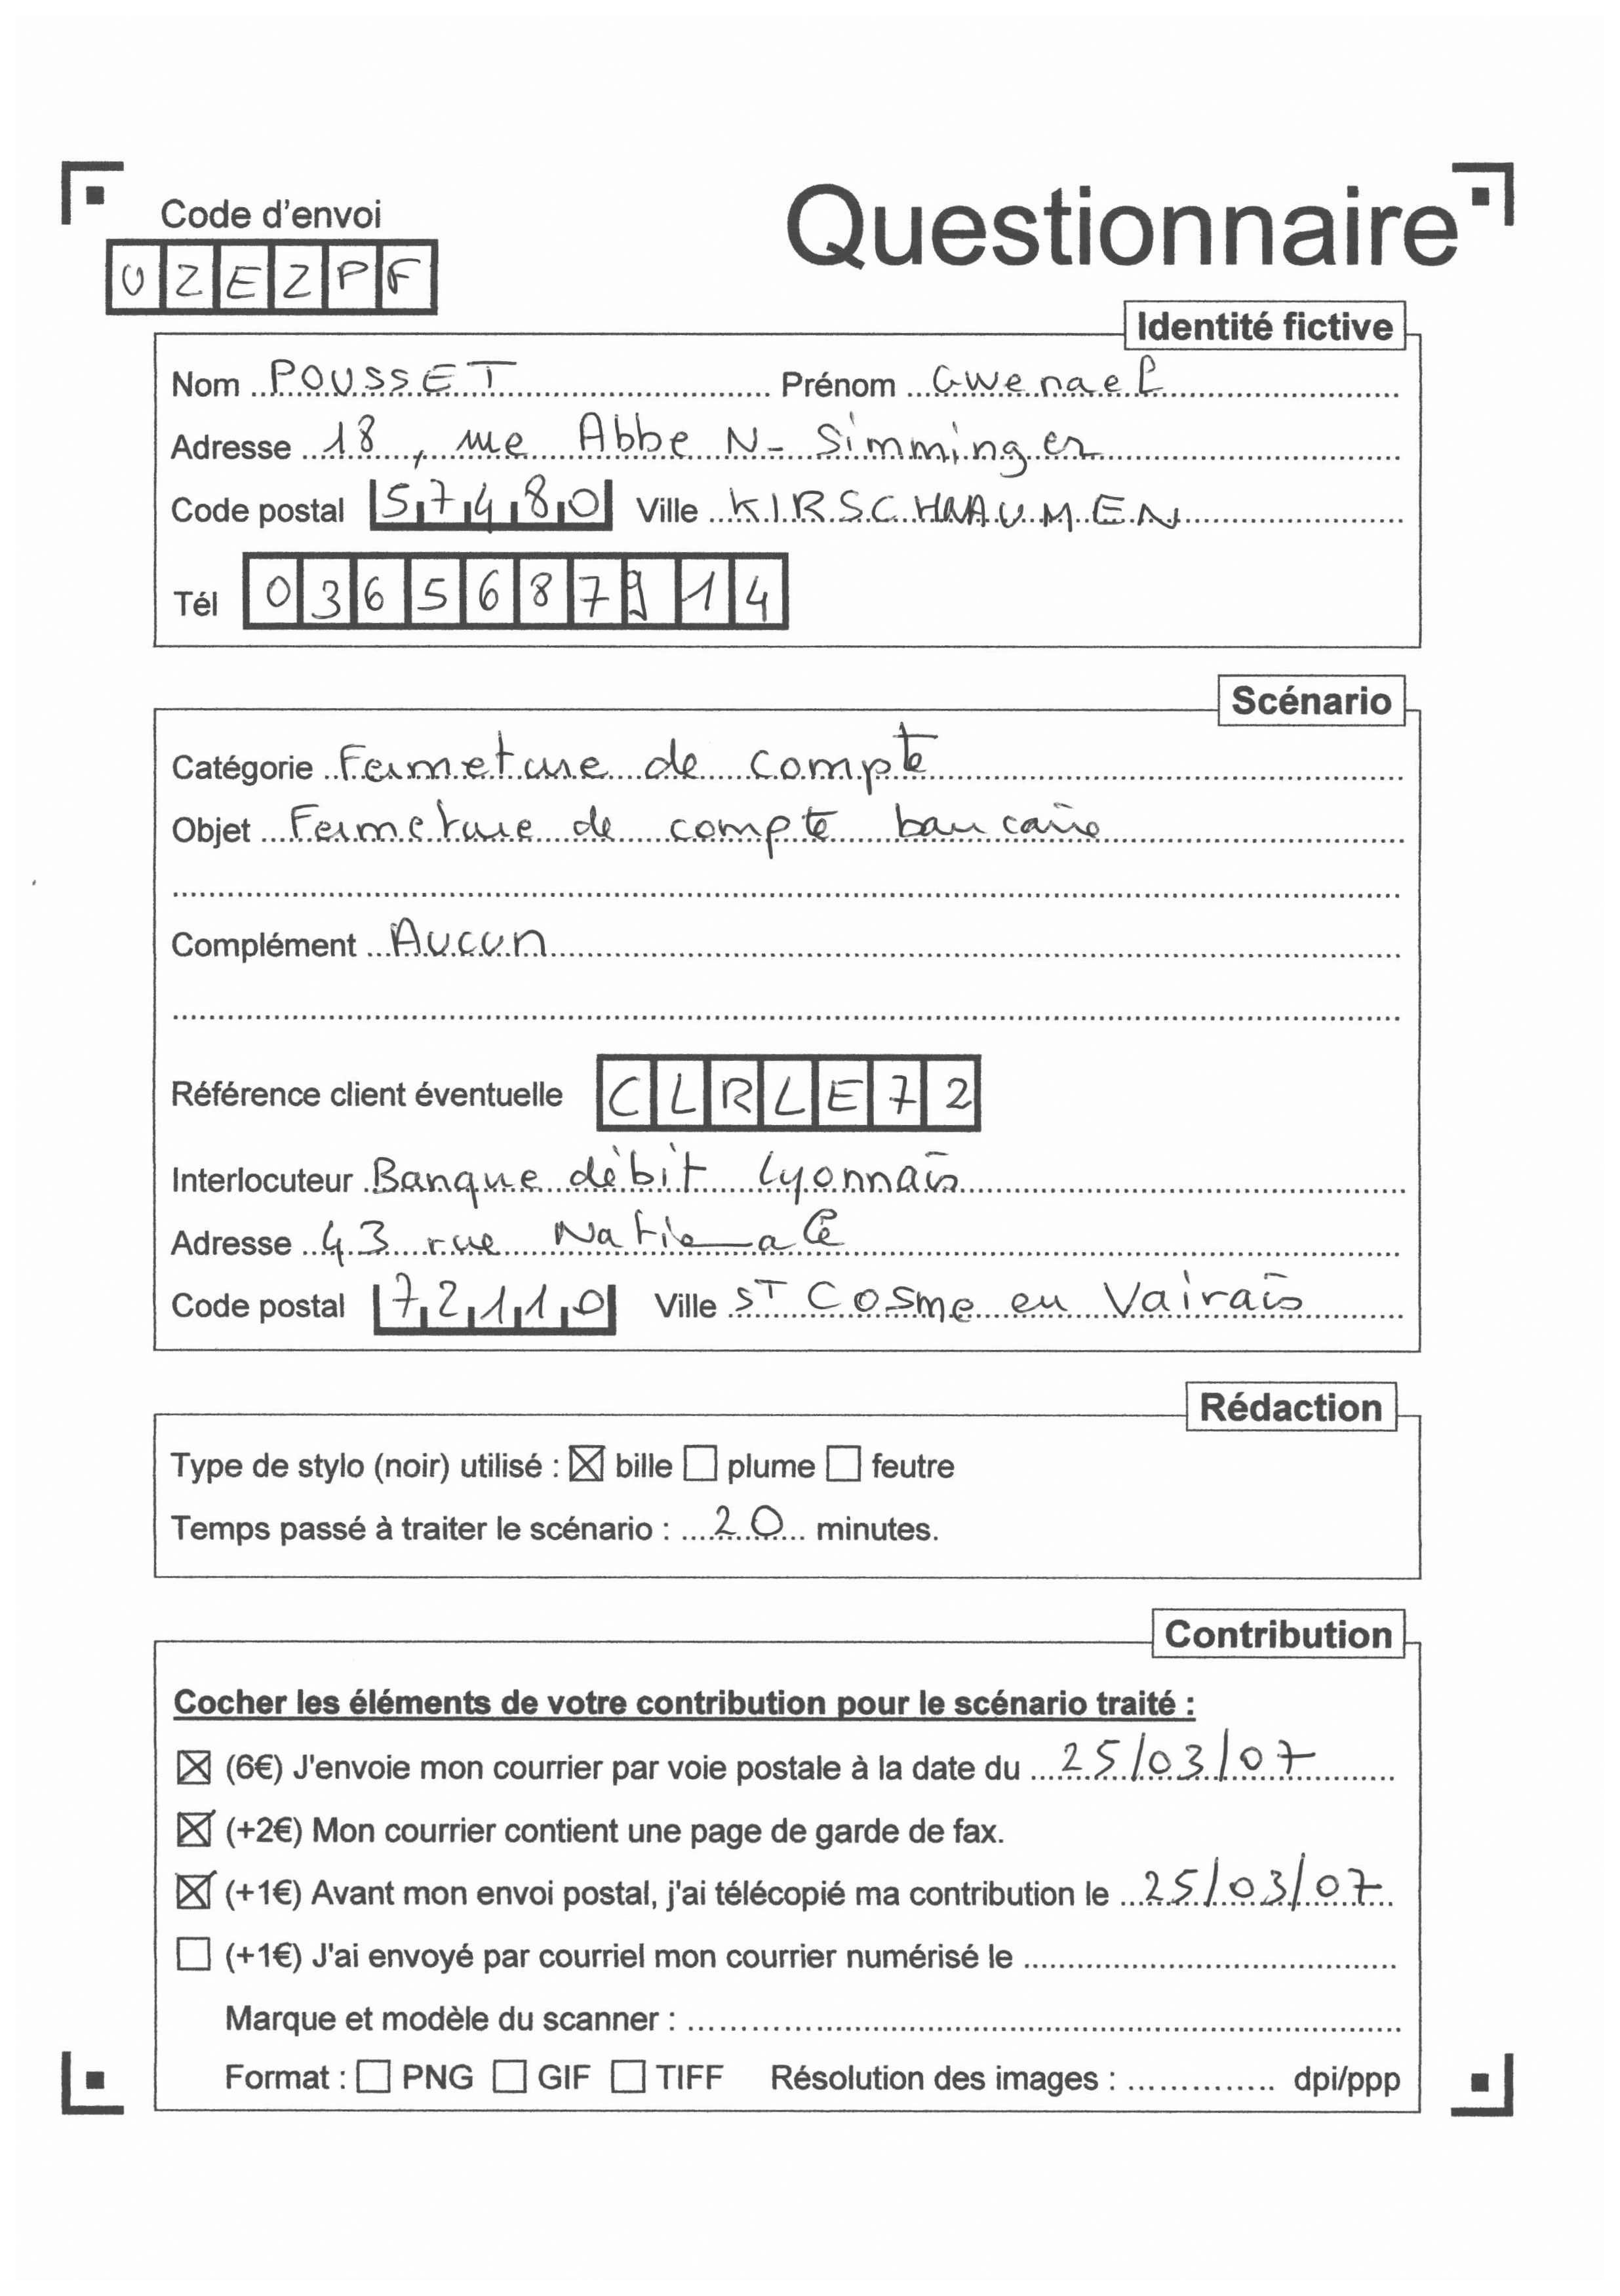 Questionnaire
Code d'envoi
UZEZPF
Identité fictive
Nom POUSSET Prénom Gwenael
Adresse 18, rue Abbe N- Simminger
Code postal 57480 Ville
Tél 0365687914
Scénario
Catégorie Fermeture de compte
Objet Fermeture de compte bancaire
Complément Aucun
Référence client éventuelle CLRLE72
Interlocuteur Banque débit Lyonnais
Adresse 43 rue Nationale
Code postal 72110 Ville ST Cosme en Vairais
Rédaction
Type de stylo (noir) utilisé : ☒ bille ☐ plume ☐ feutre
Temps passé à traiter le scénario : 20 minutes.
Contribution
Cocher les éléments de votre contribution pour le scénario traité :
☒ (6€) J'envoie mon courrier par voie postale à la date du 25/03/07
☒ (+2€) Mon courrier contient une page de garde de fax.
☒ (+1€) Avant mon envoi postal, j'ai télécopié ma contribution le 25/03/07
☐ (+1€) J'ai envoyé par courriel mon courrier numérisé le
Marque et modèle du scanner :
Format : ☐ PNG ☐ GIF ☐ TIFF Résolution des images : dpi/ppp